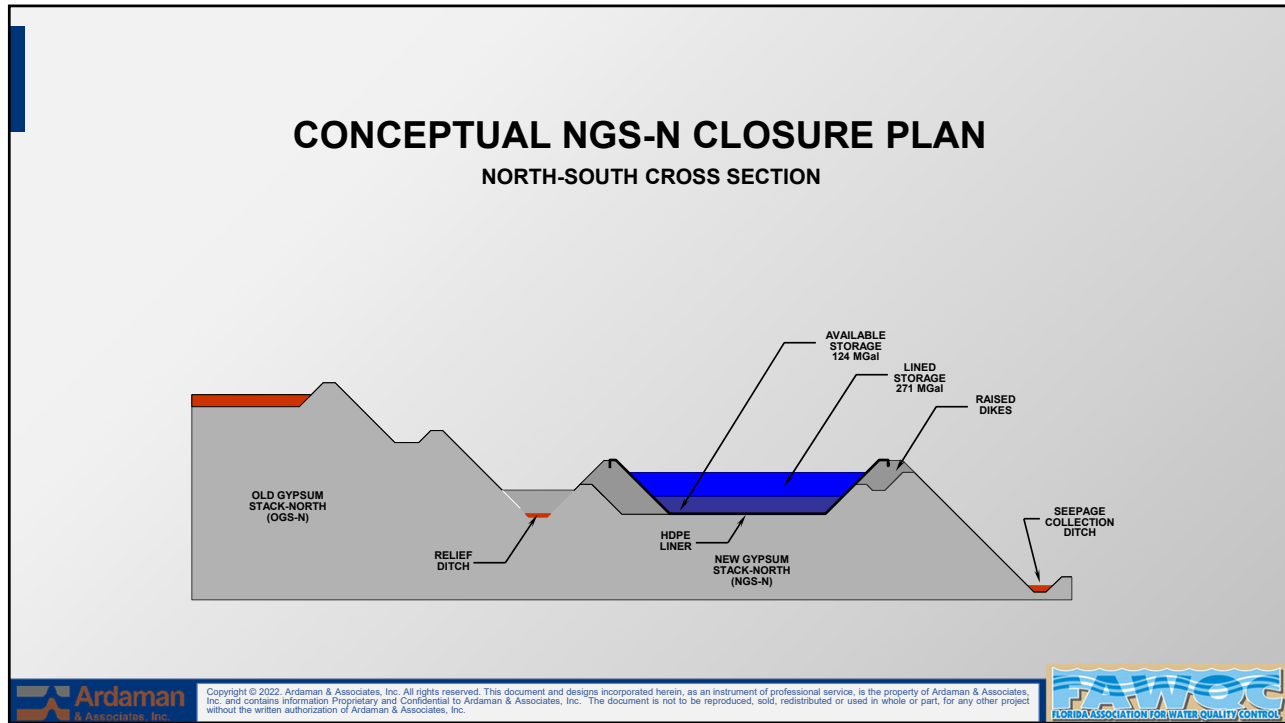 CONCEPTUAL NGS-N CLOSURE PLAN
NORTH-SOUTH CROSS SECTION
AVAILABLE
STORAGE
124 MGal
LINED
STORAGE
271 MGal
RAISED
DIKES
OLD GYPSUM
STACK-NORTH
(OGS-N)
RELIEF
DITCH
HDPE
LINER
NEW GYPSUM
STACK-NORTH
(NGS-N)
SEEPAGE
COLLECTION
DITCH
Ardaman
& Associates, Inc.
Copyright © 2022. Ardaman & Associates, Inc. All rights reserved. This document and designs incorporated herein, as an instrument of professional service, is the property of Ardaman & Associates,
Inc. and contains information Proprietary and Confidential to Ardaman & Associates, Inc. The document is not to be reproduced, sold, redistributed or used in whole or part, for any other project
without the written authorization of Ardaman & Associates, Inc.
FAWQC
FLORIDA ASSOCIATION FOR WATER QUALITY CONTROL